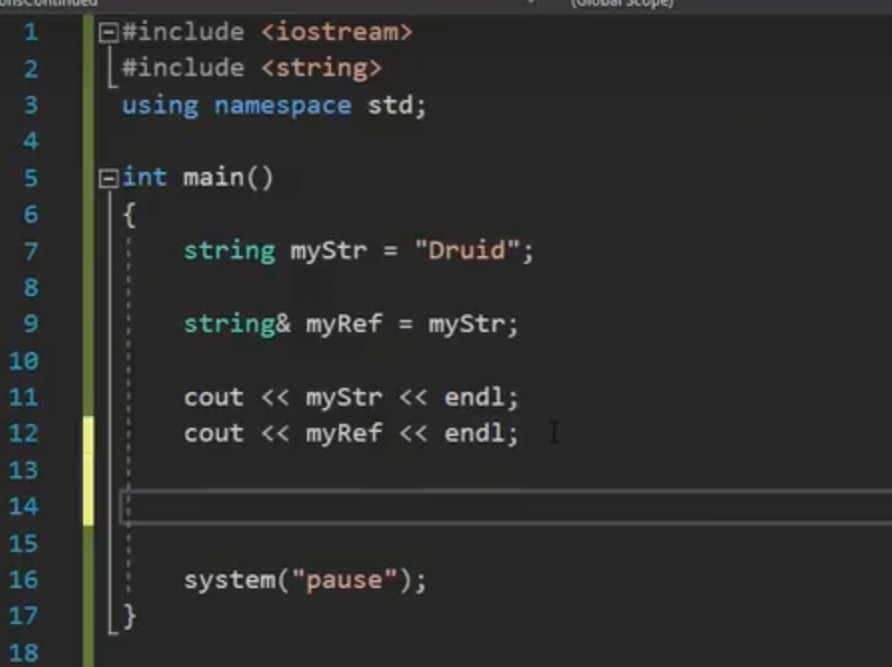 onsContinued (Global Scope)
1 #include <iostream>
2 #include <string>
3 using namespace std;
4
5 int main()
6 {
7 string myStr = "Druid";
8
9 string& myRef = myStr;
10
11 cout << myStr << endl;
12 cout << myRef << endl;
13
14
15
16 system("pause");
17 }
18